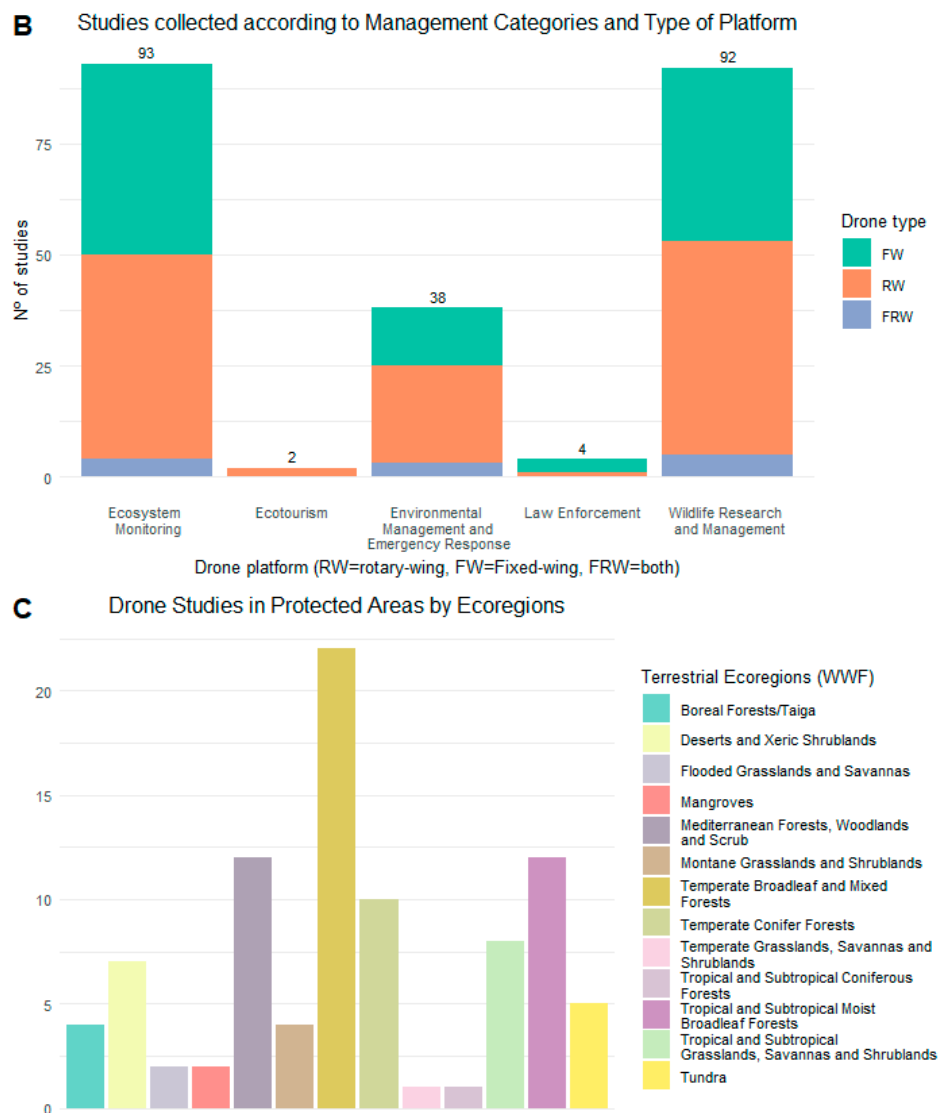 B
Studies collected according to Management Categories and Type of Platform
93
92
38
2
4
75
50
25
0
Nº of studies
Drone type
FW
RW
FRW
Ecosystem
Monitoring
Ecotourism
Environmental
Management and
Emergency Response
Law Enforcement
Wildlife Research
and Management
Drone platform (RW=rotary-wing, FW=Fixed-wing, FRW=both)
C
Drone Studies in Protected Areas by Ecoregions
20
15
10
5
0
Terrestrial Ecoregions (WWF)
Boreal Forests/Taiga
Deserts and Xeric Shrublands
Flooded Grasslands and Savannas
Mangroves
Mediterranean Forests, Woodlands
and Scrub
Montane Grasslands and Shrublands
Temperate Broadleaf and Mixed
Forests
Temperate Conifer Forests
Temperate Grasslands, Savannas and
Shrublands
Tropical and Subtropical Coniferous
Forests
Tropical and Subtropical Moist
Broadleaf Forests
Tropical and Subtropical
Grasslands, Savannas and Shrublands
Tundra